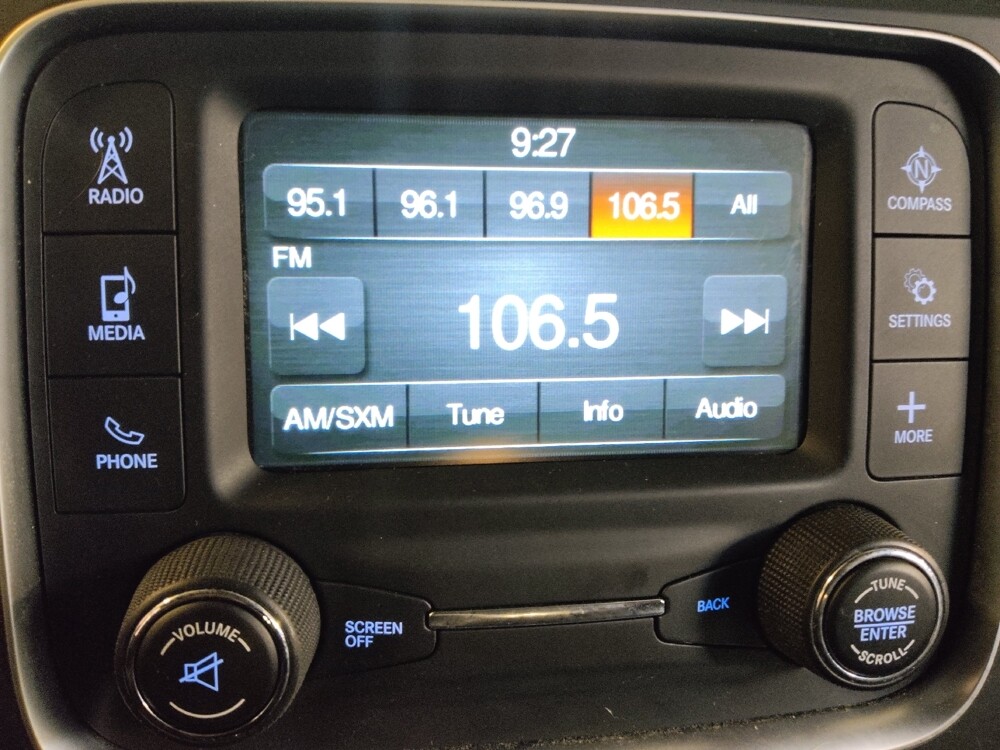 9:27
95.1 96.1 96.9 106.5 All
FM
106.5
AM/SXM Tune Info Audio
RADIO
MEDIA
PHONE
N
COMPASS
SETTINGS
MORE
VOLUME
SCREEN
OFF
BACK
TUNE
BROWSE
ENTER
SCROLL